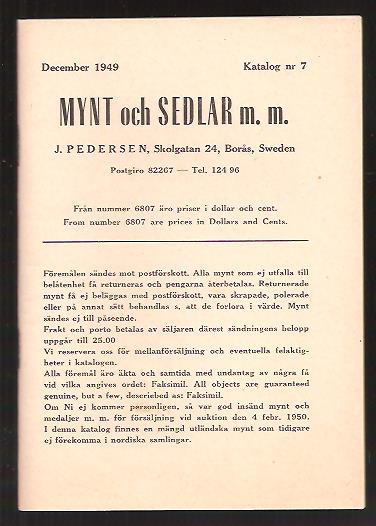 December 1949 Katalog nr 7
MYNT och SEDLAR m. m.
J. PEDERSEN, Skolgatan 24, Borås, Sweden
Postgiro 82267 — Tel. 124 96
Från nummer 6807 äro priser i dollar och cent.
From number 6807 are prices in Dollars and Cents.
Föremålen sändes mot postförskott. Alla mynt som ej utfalla till
belåtenhet få returneras och pengarna återbetalas. Returnerade
mynt få ej beläggas med postförskott, vara skrapade, polerade
eller på annat sätt behandlas s, att de forlora i värde. Mynt
sändes ej till påseende.
Frakt och porto betalas av säljaren därest sändningens belopp
uppgår till 25.00
Vi reservera oss för mellanförsäljning och eventuella felaktig-
heter i katalogen.
Alla föremål äro äkta och samtida med undantag av några få
vid vilka angives ordet: Faksimil. All objects are guaranteed
genuine, but a few, descriebed as: Faksimil.
Om Ni ej kommer personligen, så var god insänd mynt och
medaljer m. m. för försäljning vid auktion den 4 febr. 1950.
I denna katalog finnes en mängd utländska mynt som tidigare
ej förekomma i nordiska samlingar.